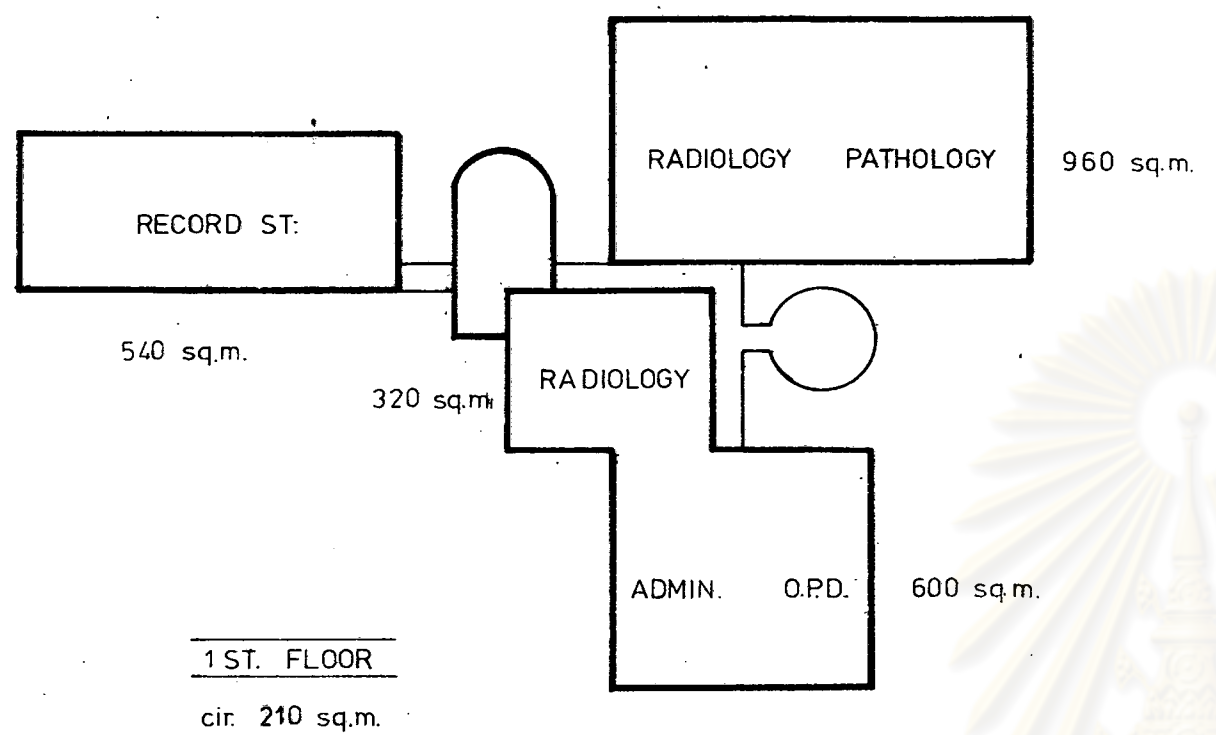 RADIOLOGY PATHOLOGY
960 sq.m.
RECORD ST:
540 sq.m.
RADIOLOGY
320 sq.m.
ADMIN. O.P.D.
600 sq.m.
1 ST. FLOOR
cir. 210 sq.m.